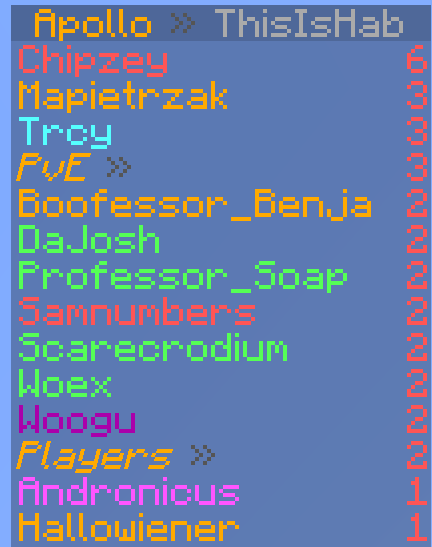 Apollo » ThisIsHab
Chipzey 6
Mapietrzak 3
Trcy 3
PvE » 3
Boofessor_Benja 2
DaJosh 2
Professor_Soap 2
Samnumbers 2
Scarecrodium 2
Woex 2
Woogu 2
Players » 2
Andronicus 1
Hallowiener 1